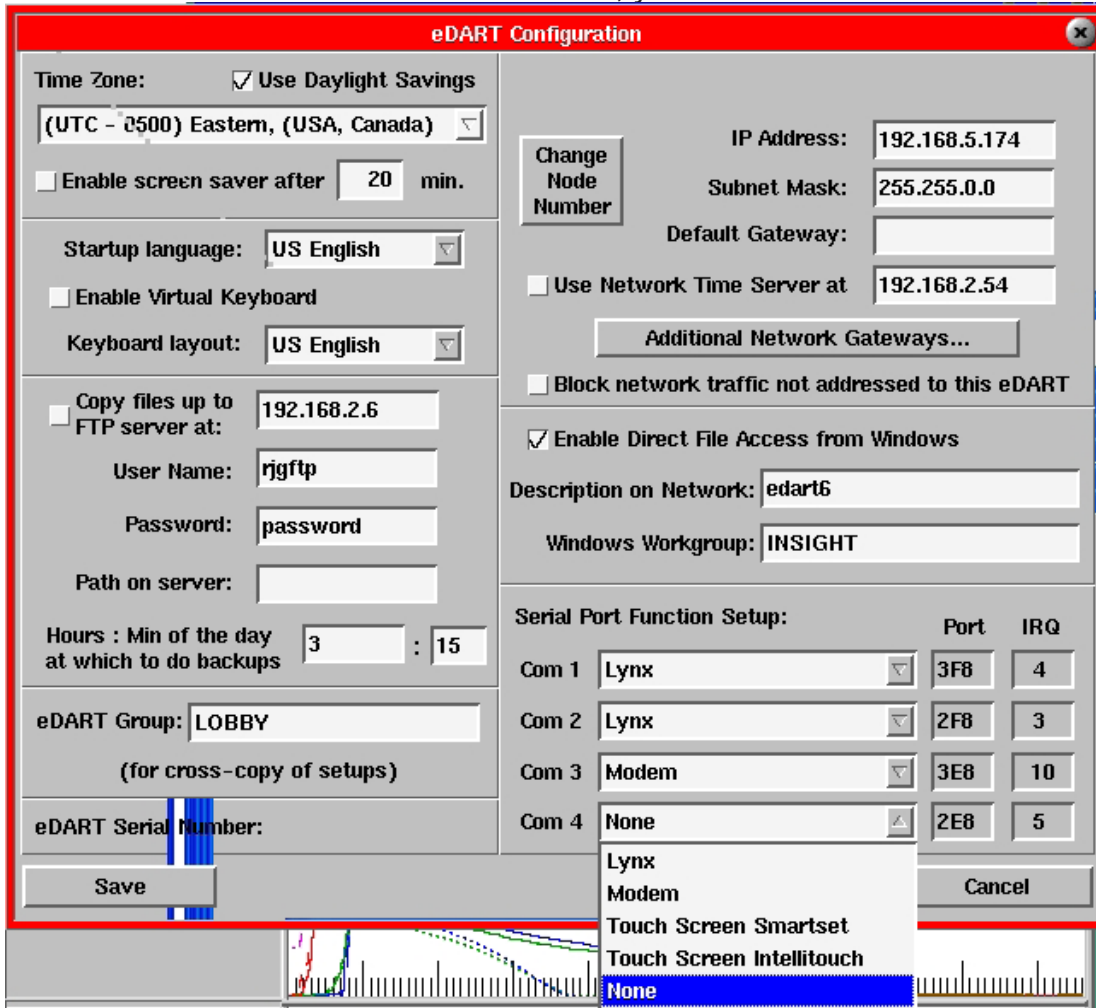 eDART Configuration
Time Zone:
Use Daylight Savings
(UTC - 0500) Eastern, (USA, Canada)
Enable screen saver after 20 min.
Startup language: US English
Enable Virtual Keyboard
Keyboard layout: US English
Copy files up to
FTP server at:
192.168.2.6
User Name: rjgftp
Password: password
Path on server:
Hours : Min of the day
at which to do backups
3 : 15
eDART Group: LOBBY
(for cross-copy of setups)
eDART Serial Number:
Save
Change
Node
Number
IP Address: 192.168.5.174
Subnet Mask: 255.255.0.0
Default Gateway:
Use Network Time Server at 192.168.2.54
Additional Network Gateways...
Block network traffic not addressed to this eDART
Enable Direct File Access from Windows
Description on Network: edart6
Windows Workgroup: INSIGHT
Serial Port Function Setup:
Port IRQ
Com 1 Lynx 3F8 4
Com 2 Lynx 2F8 3
Com 3 Modem 3E8 10
Com 4 None 2E8 5
Lynx
Modem
Touch Screen Smartset
Touch Screen Intellitouch
None
Cancel